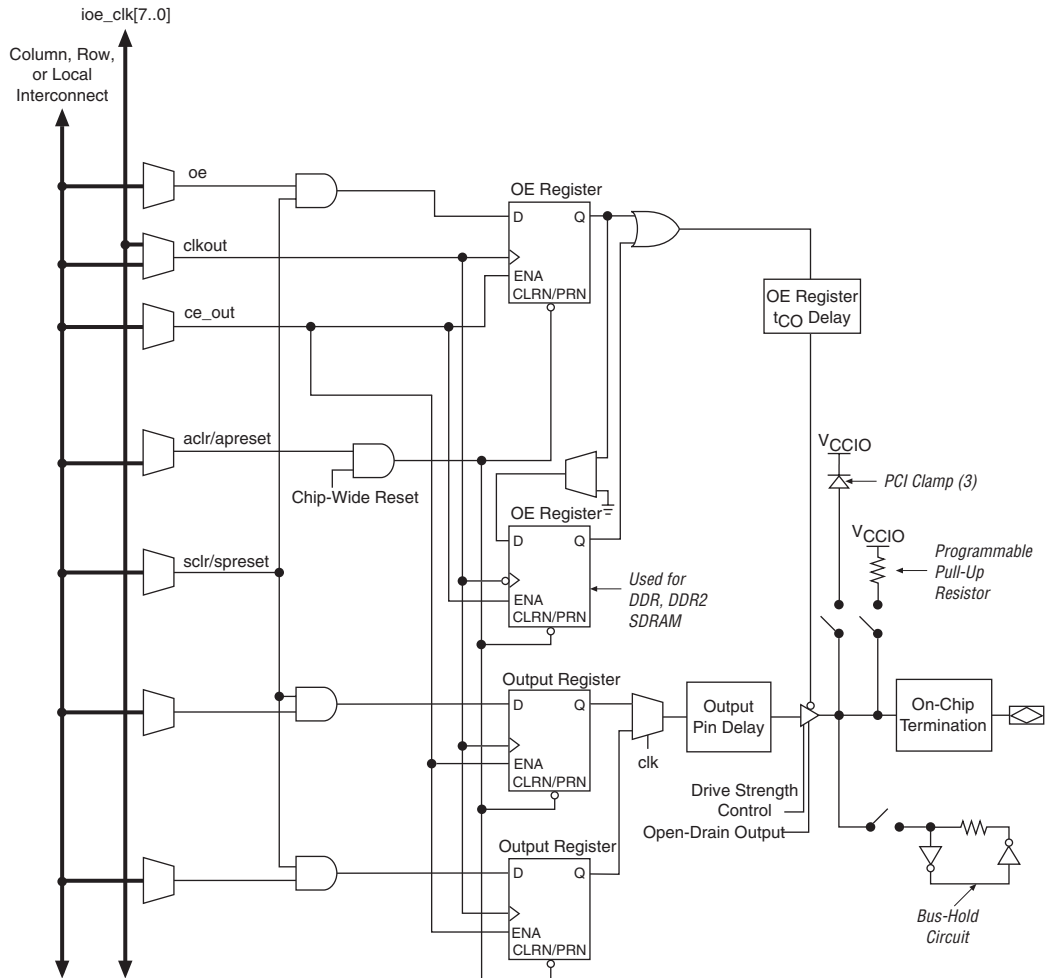 ioe_clk[7..0]
Column, Row,
or Local
Interconnect
oe
OE Register
D
Q
clkout
ENA
CLRN/PRN
OE Register
tCO Delay
ce_out
aclr/apreset
VCCIO
PCI Clamp (3)
Chip-Wide Reset
OE Register
D
Q
VCCIO
Programmable
Pull-Up
Resistor
sclr/spreset
Used for
DDR, DDR2
SDRAM
ENA
CLRN/PRN
Output Register
D
Q
Output
Pin Delay
On-Chip
Termination
ENA
CLRN/PRN
clk
Drive Strength
Control
Open-Drain Output
Output Register
D
Q
ENA
CLRN/PRN
Bus-Hold
Circuit